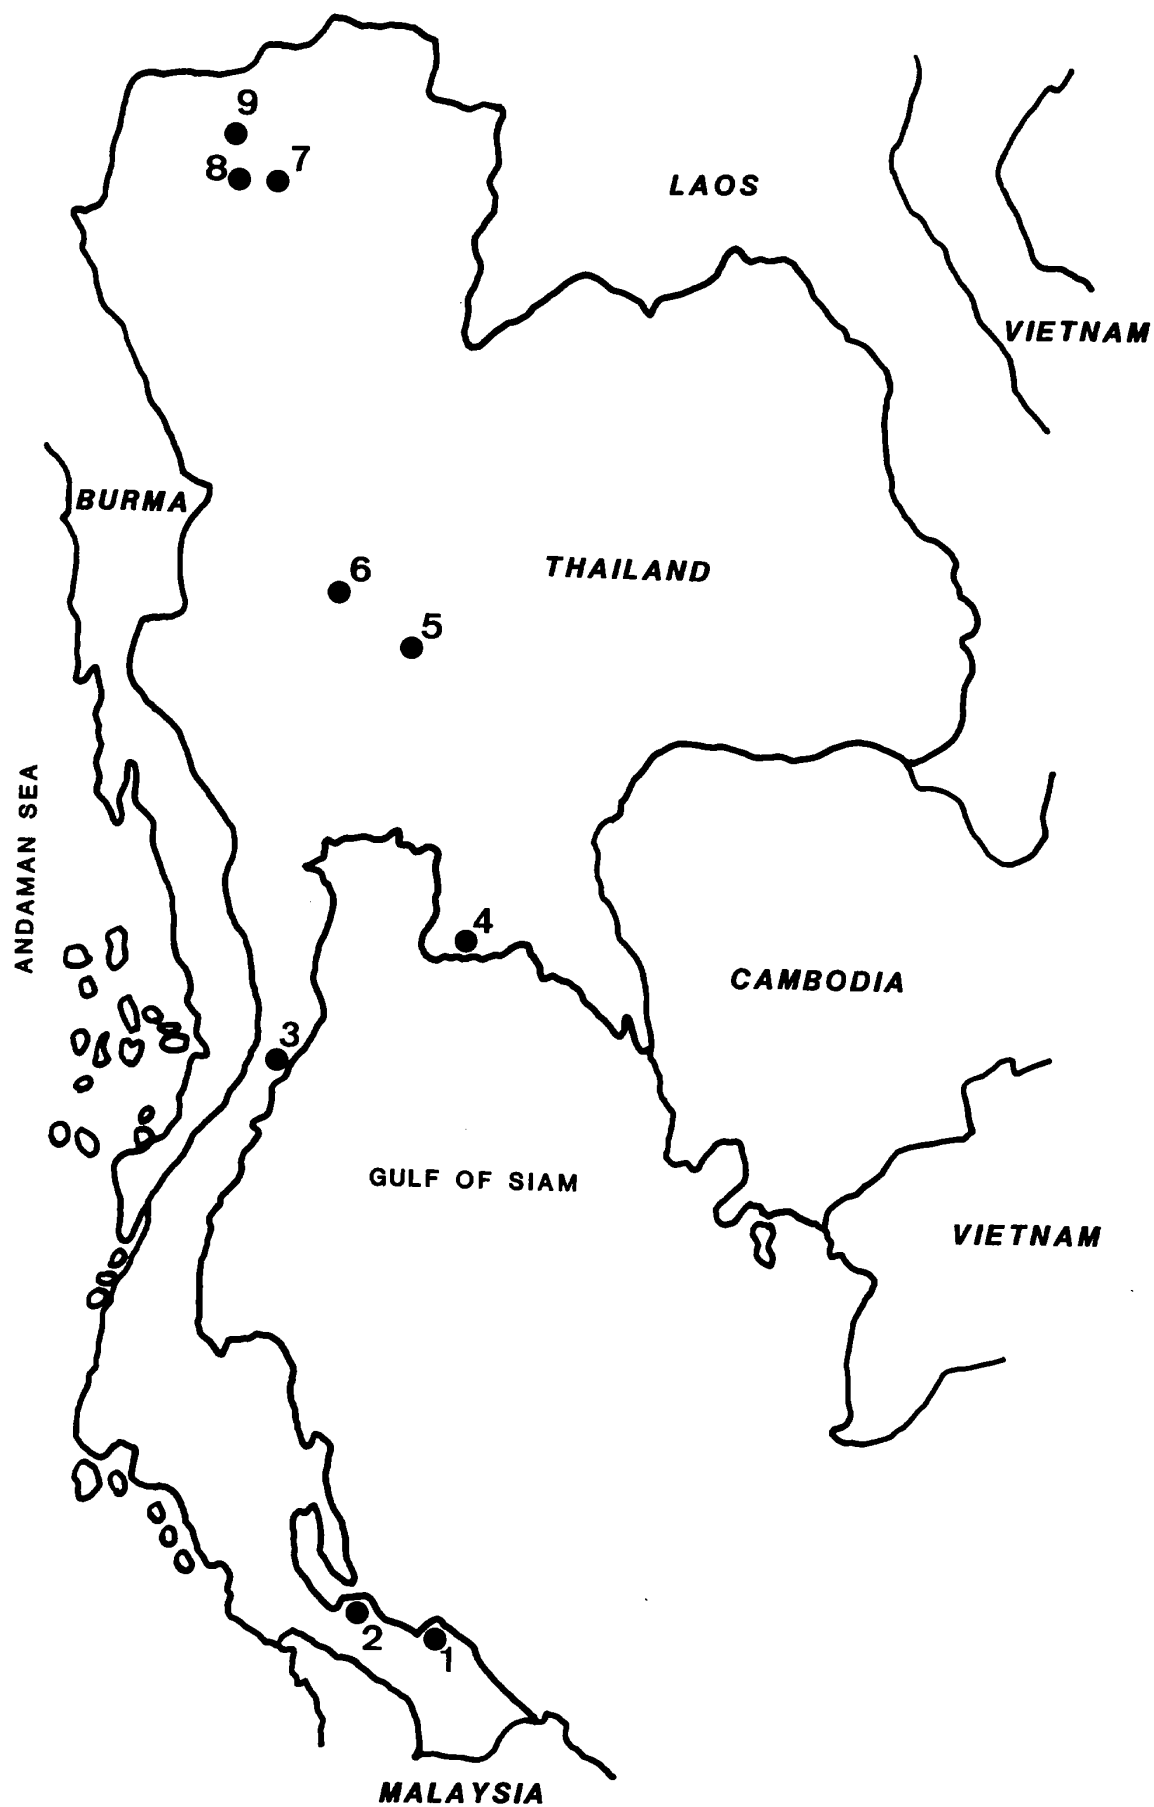 9
8
7
LAOS
VIETNAM
BURMA
THAILAND
6
5
ANDAMAN SEA
4
CAMBODIA
3
GULF OF SIAM
VIETNAM
2
1
MALAYSIA